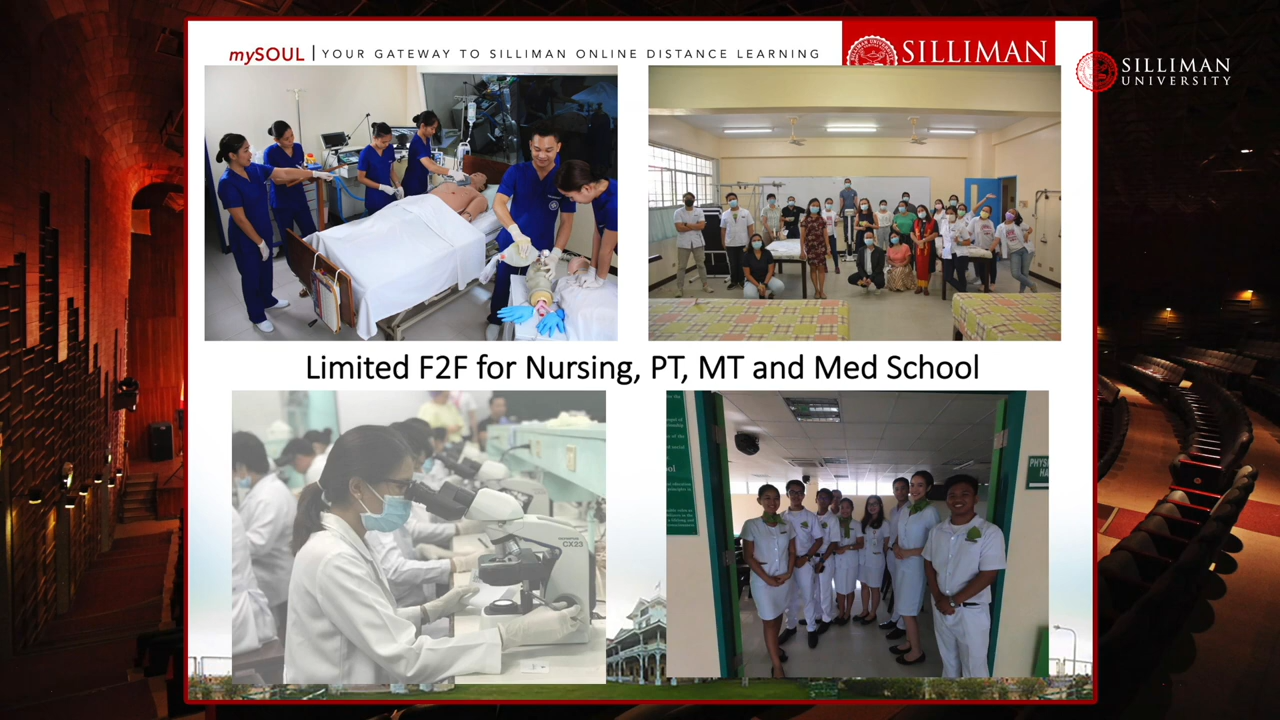 mySOUL | YOUR GATEWAY TO SILLIMAN ONLINE DISTANCE LEARNING
SILLIMAN
SILLIMAN
UNIVERSITY
Limited F2F for Nursing, PT, MT and Med School
OLYMPUS
CX23